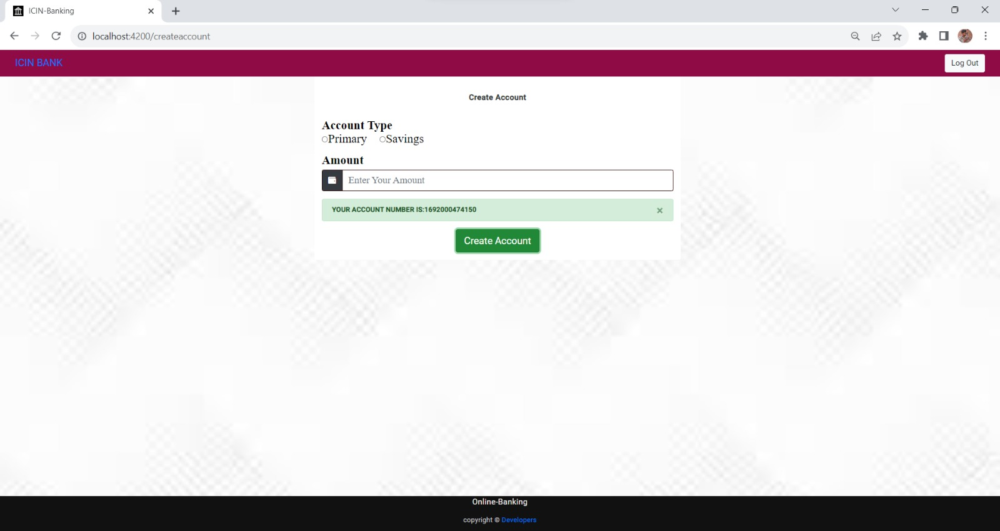 ICIN-Banking
localhost:4200/createaccount
ICIN BANK
Log Out
Create Account
Account Type
Primary Savings
Amount
Enter Your Amount
YOUR ACCOUNT NUMBER IS:1692000474150 ×
Create Account
Online-Banking
copyright © Developers